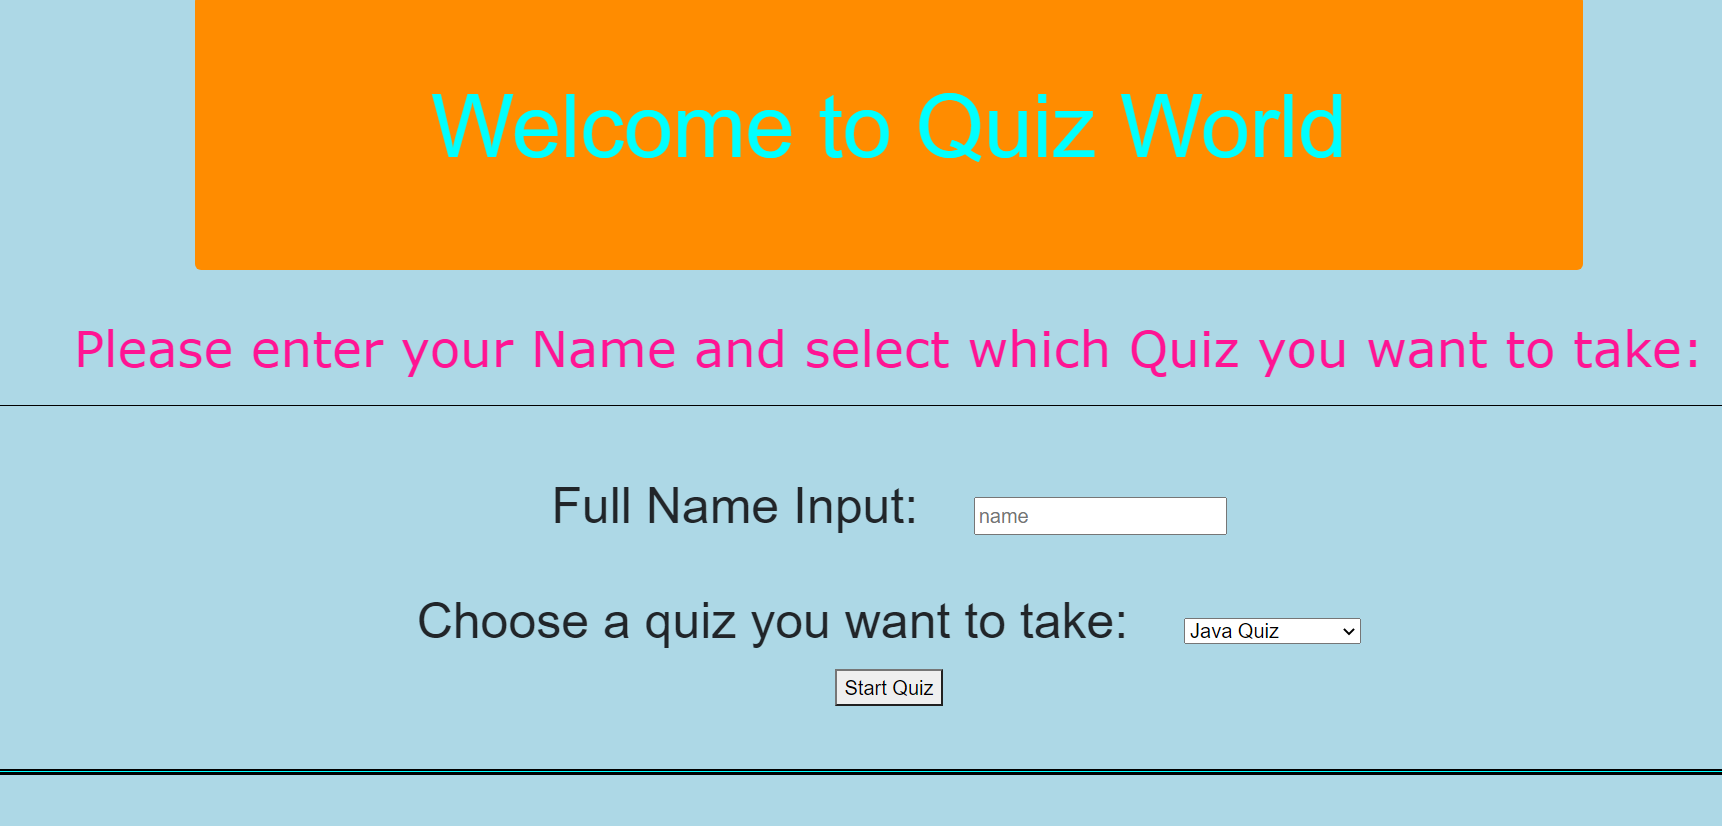 Welcome to Quiz World
Please enter your Name and select which Quiz you want to take:
Full Name Input: name
Choose a quiz you want to take: Java Quiz
Start Quiz